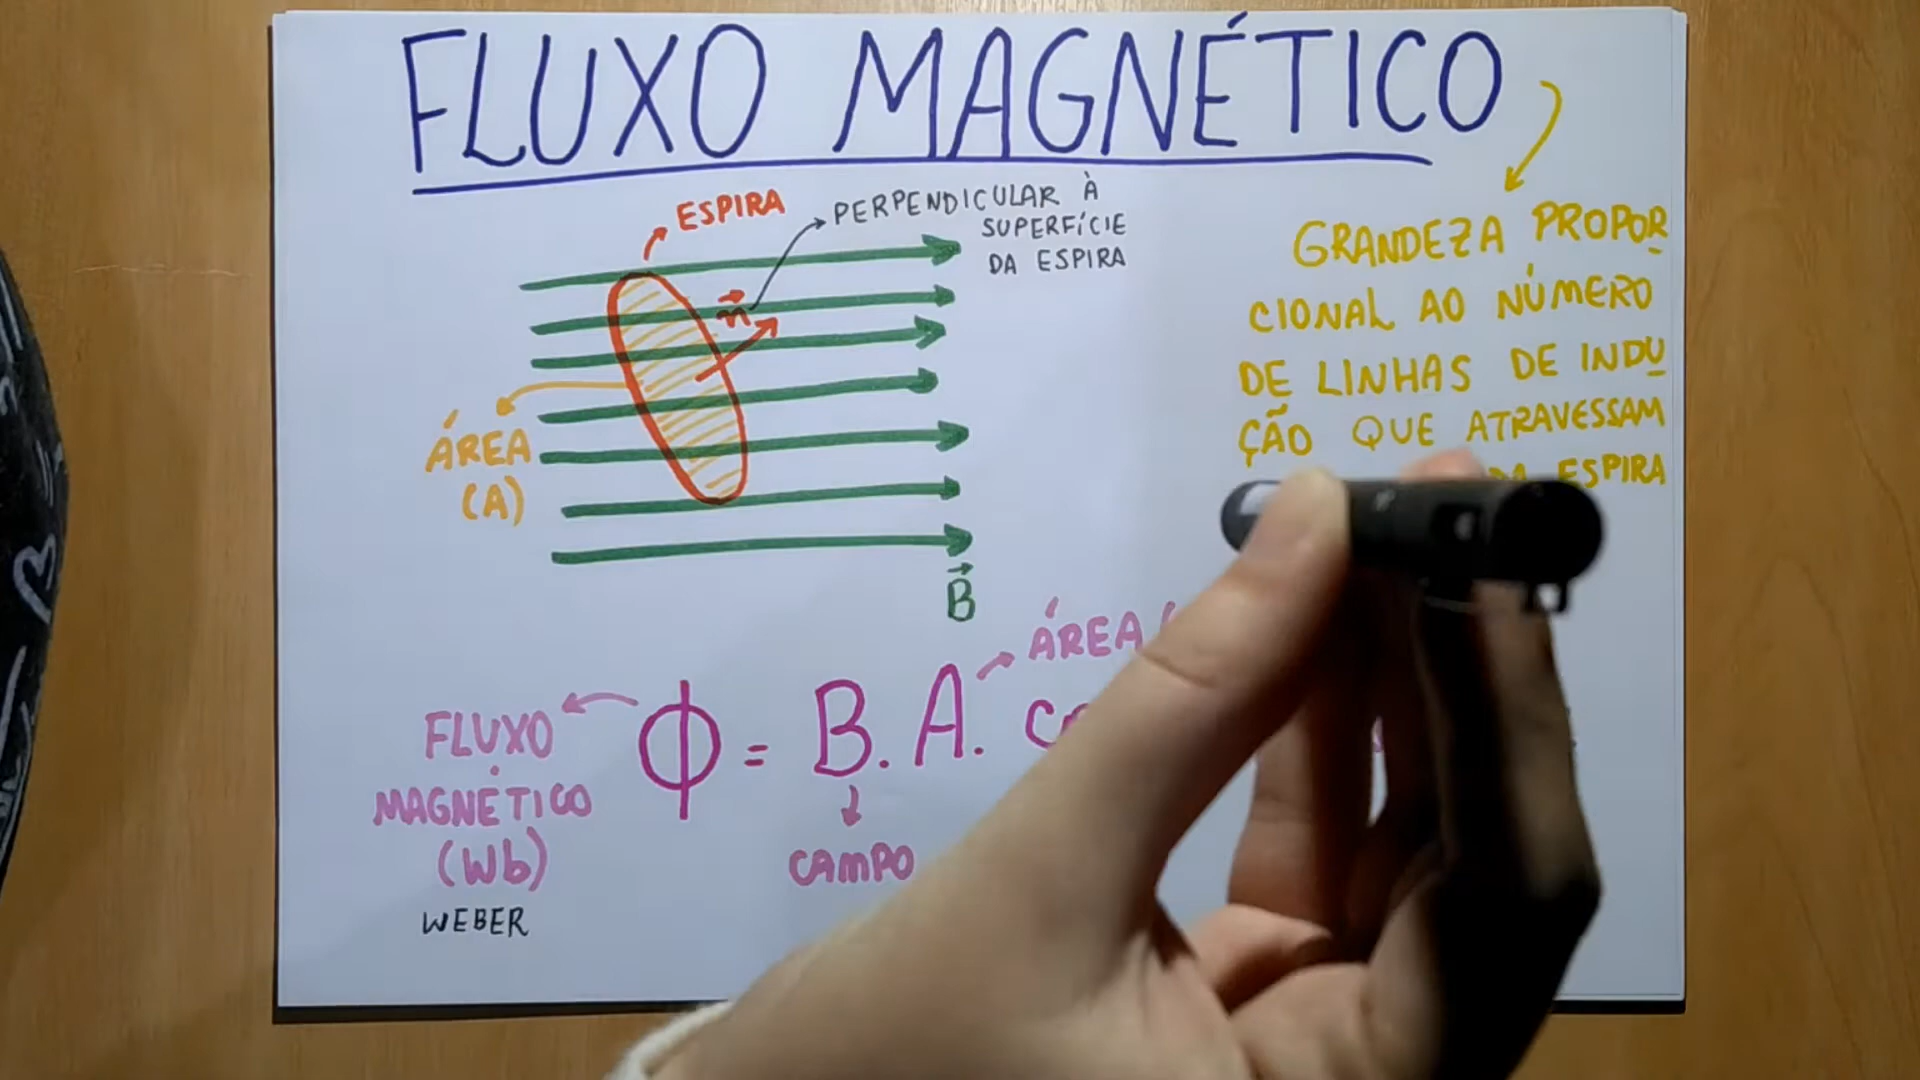 FLUXO MAGNÉTICO
ESPIRA
PERPENDICULAR À
SUPERFÍCIE
DA ESPIRA
n
ÁREA
(A)
B
GRANDEZA PROPOR
CIONAL AO NÚMERO
DE LINHAS DE INDU
ÇÃO QUE ATRAVESSAM
DA ESPIRA
ÁREA
Φ = B. A.
FLUXO
MAGNÉTICO
(Wb)
WEBER
CAMPO